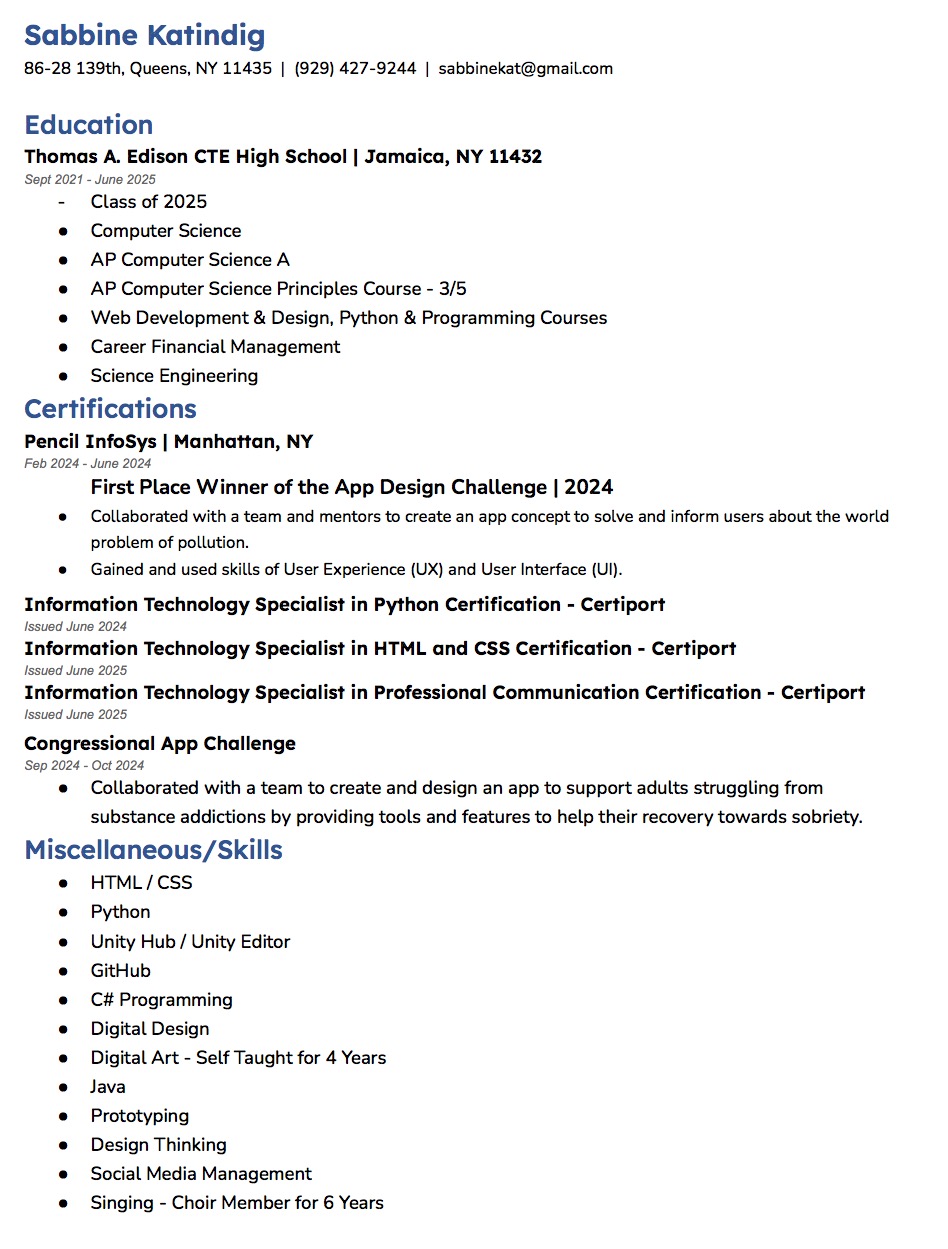 Sabbine Katindig
86-28 139th, Queens, NY 11435 | (929) 427-9244 | sabbinekat@gmail.com
Education
Thomas A. Edison CTE High School | Jamaica, NY 11432
Sept 2021 - June 2025
- Class of 2025
● Computer Science
● AP Computer Science A
● AP Computer Science Principles Course - 3/5
● Web Development & Design, Python & Programming Courses
● Career Financial Management
● Science Engineering
Certifications
Pencil InfoSys | Manhattan, NY
Feb 2024 - June 2024
First Place Winner of the App Design Challenge | 2024
● Collaborated with a team and mentors to create an app concept to solve and inform users about the world
problem of pollution.
● Gained and used skills of User Experience (UX) and User Interface (UI).
Information Technology Specialist in Python Certification - Certiport
Issued June 2024
Information Technology Specialist in HTML and CSS Certification - Certiport
Issued June 2025
Information Technology Specialist in Professional Communication Certification - Certiport
Issued June 2025
Congressional App Challenge
Sep 2024 - Oct 2024
● Collaborated with a team to create and design an app to support adults struggling from
substance addictions by providing tools and features to help their recovery towards sobriety.
Miscellaneous/Skills
● HTML / CSS
● Python
● Unity Hub / Unity Editor
● GitHub
● C# Programming
● Digital Design
● Digital Art - Self Taught for 4 Years
● Java
● Prototyping
● Design Thinking
● Social Media Management
● Singing - Choir Member for 6 Years